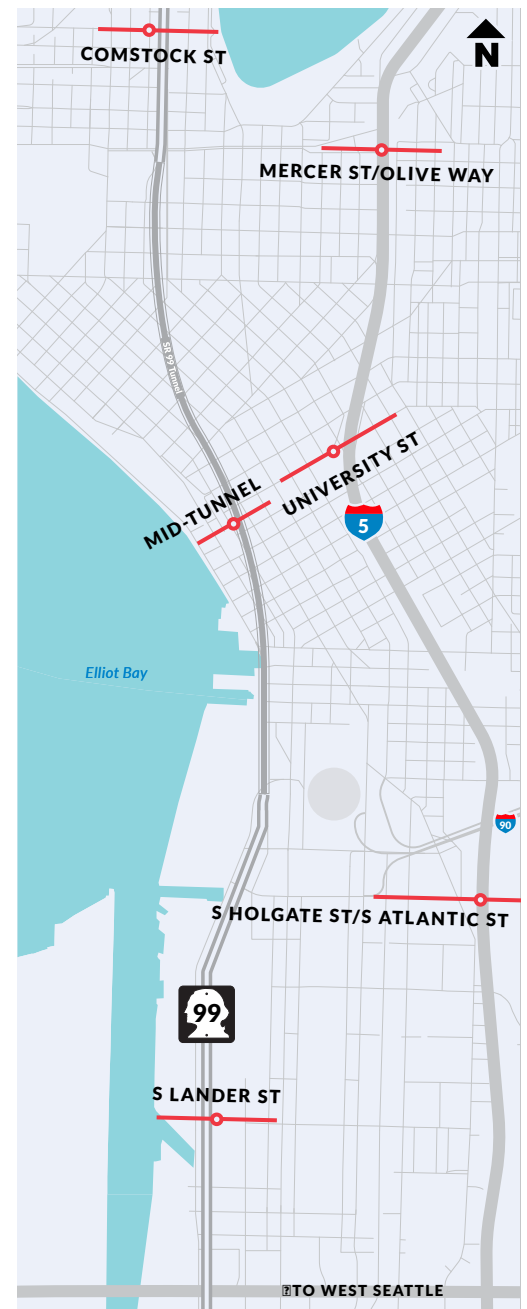 N
COMSTOCK ST
MERCER ST/OLIVE WAY
SR 99 Tunnel
UNIVERSITY ST
MID-TUNNEL
5
Elliot Bay
90
S HOLGATE ST/S ATLANTIC ST
99
S LANDER ST
TO WEST SEATTLE